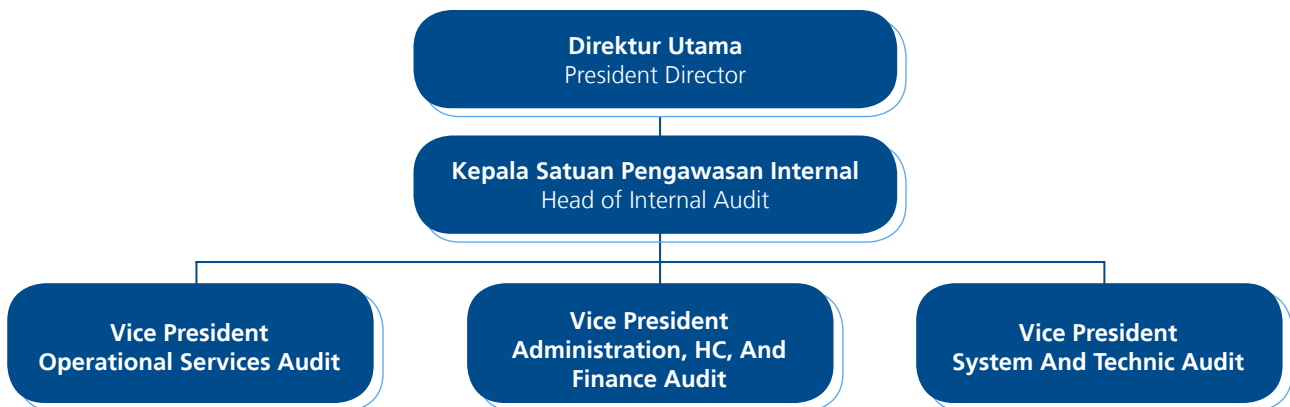 Direktur Utama
President Director
Kepala Satuan Pengawasan Internal
Head of Internal Audit
Vice President
Operational Services Audit
Vice President
Administration, HC, And
Finance Audit
Vice President
System And Technic Audit